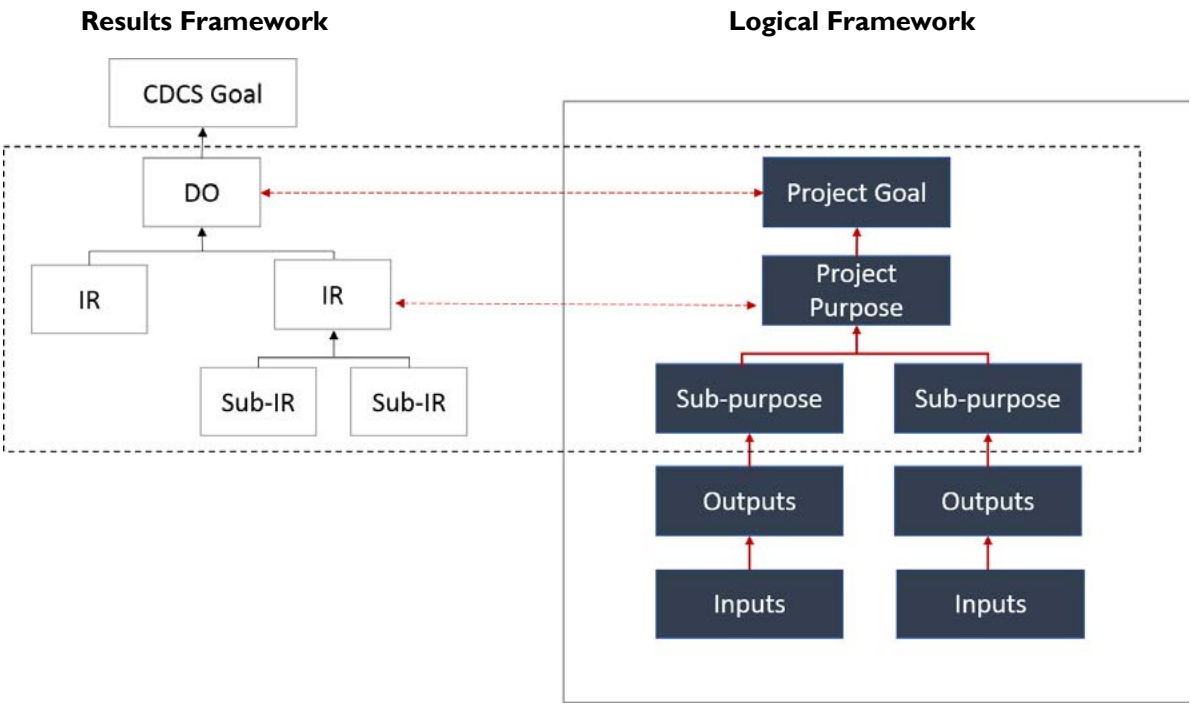 Results Framework
Logical Framework
CDCS Goal
DO
Project Goal
IR
IR
Project
Purpose
Sub-IR
Sub-IR
Sub-purpose
Sub-purpose
Outputs
Outputs
Inputs
Inputs